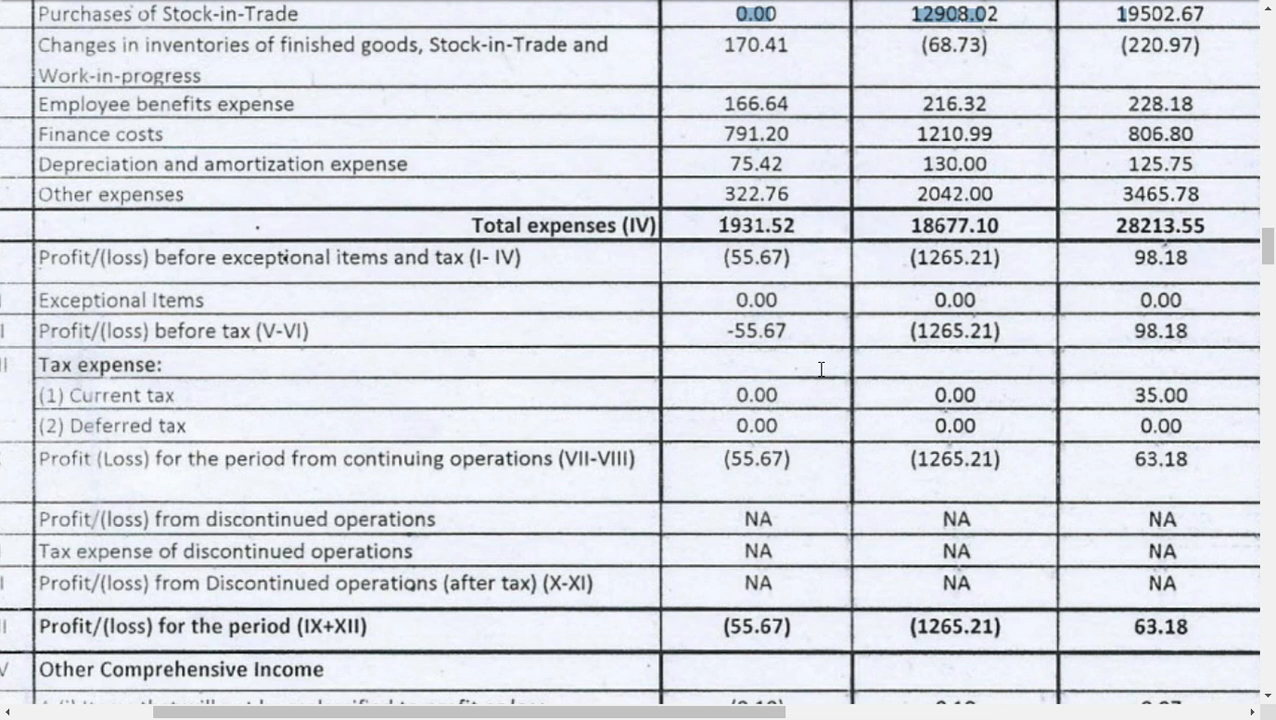 Purchases of Stock-in-Trade 0.00 12908.02 19502.67
Changes in inventories of finished goods, Stock-in-Trade and 170.41 (68.73) (220.97)
Work-in-progress
Employee benefits expense 166.64 216.32 228.18
Finance costs 791.20 1210.99 806.80
Depreciation and amortization expense 75.42 130.00 125.75
Other expenses 322.76 2042.00 3465.78
Total expenses (IV) 1931.52 18677.10 28213.55
Profit/(loss) before exceptional items and tax (I- IV) (55.67) (1265.21) 98.18
Exceptional Items 0.00 0.00 0.00
Profit/(loss) before tax (V-VI) -55.67 (1265.21) 98.18
Tax expense:
(1) Current tax 0.00 0.00 35.00
(2) Deferred tax 0.00 0.00 0.00
Profit (Loss) for the period from continuing operations (VII-VIII) (55.67) (1265.21) 63.18
Profit/(loss) from discontinued operations NA NA NA
Tax expense of discontinued operations NA NA NA
Profit/(loss) from Discontinued operations (after tax) (X-XI) NA NA NA
Profit/(loss) for the period (IX+XII) (55.67) (1265.21) 63.18
Other Comprehensive Income